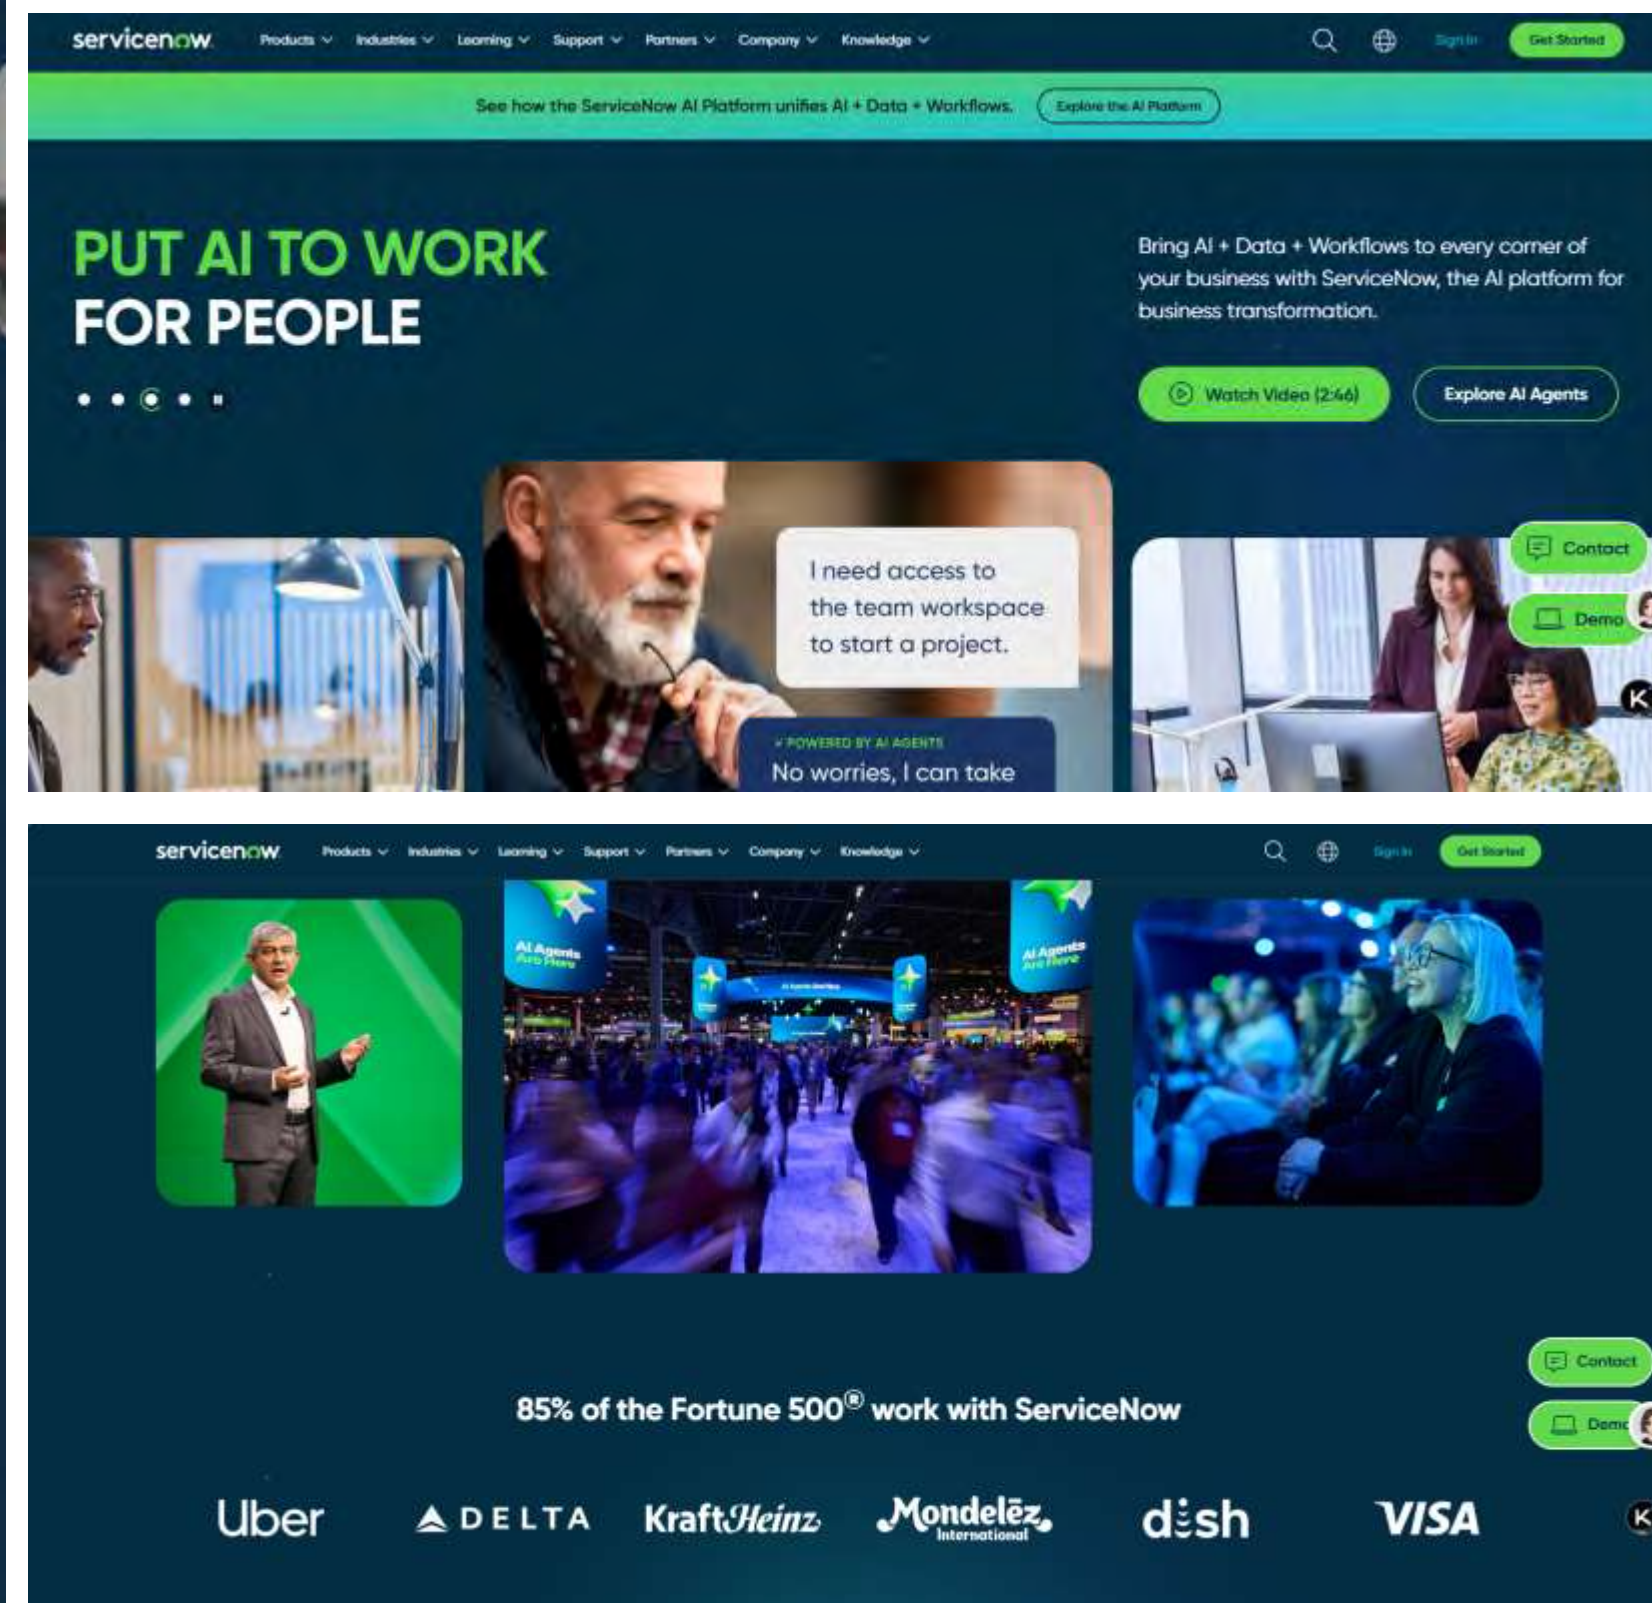 servicenow
Products
Industries
Learning
Support
Partners
Company
Knowledge
Sign In
Get Started
See how the ServiceNow AI Platform unifies AI + Data + Workflows.
Explore the AI Platform
PUT AI TO WORK
FOR PEOPLE
Bring AI + Data + Workflows to every corner of
your business with ServiceNow, the AI platform for
business transformation.
Watch Video (2:46)
Explore AI Agents
I need access to
the team workspace
to start a project.
POWERED BY AI AGENTS
No worries, I can take
Contact
Demo
K
servicenow
Products
Industries
Learning
Support
Partners
Company
Knowledge
Sign In
Get Started
AI Agents
Are Here
AI Agents
Are Here
Contact
Demo
85% of the Fortune 500® work with ServiceNow
Uber
DELTA
KraftHeinz
Mondelēz
International
dish
VISA
K